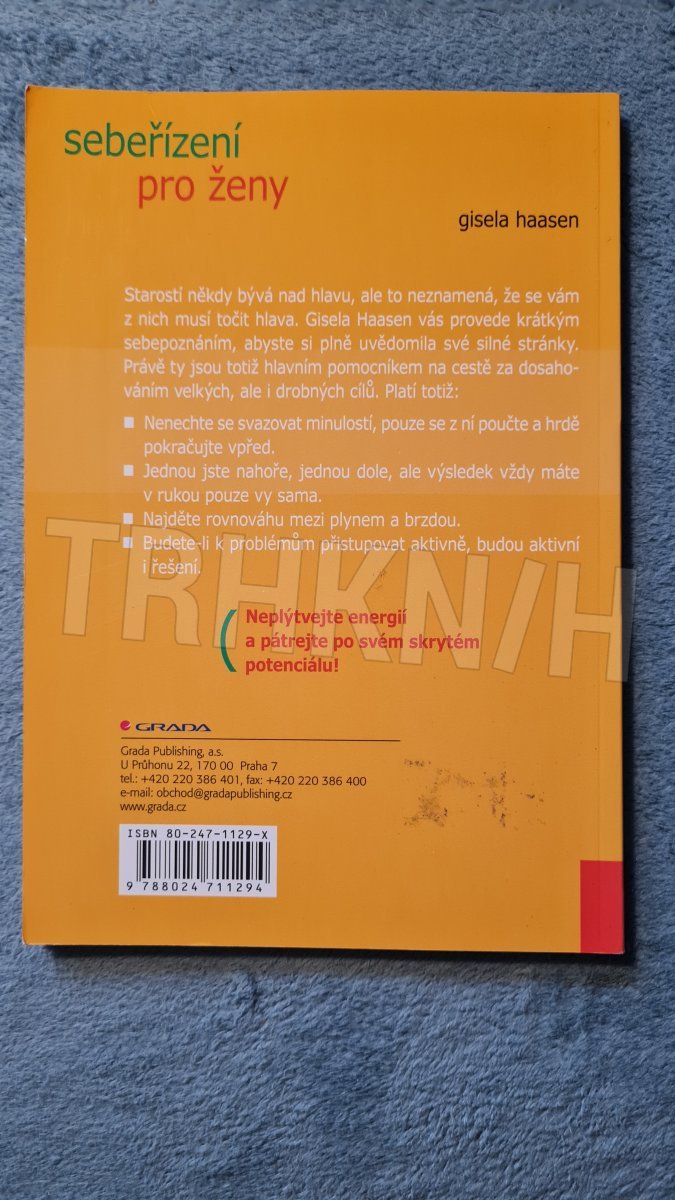 sebeřízení
pro ženy
gisela haasen
Starostí někdy bývá nad hlavu, ale to neznamená, že se vám
z nich musí točit hlava. Gisela Haasen vás provede krátkým
sebepoznáním, abyste si plně uvědomila své silné stránky.
Právě ty jsou totiž hlavním pomocníkem na cestě za dosaho-
váním velkých, ale i drobných cílů. Platí totiž:
Nenechte se svazovat minulostí, pouze se z ní poučte a hrdě
pokračujte vpřed.
Jednou jste nahoře, jednou dole, ale výsledek vždy máte
v rukou pouze vy sama.
Najděte rovnováhu mezi plynem a brzdou.
Budete-li k problémům přistupovat aktivně, budou aktivní
i řešení.
TRHKN/H
Neplýtvejte energií
a pátrejte po svém skrytém
potenciálu!
GRADA
Grada Publishing, a.s.
U Průhonu 22, 170 00 Praha 7
tel.: +420 220 386 401, fax: +420 220 386 400
e-mail: obchod@gradapublishing.cz
www.grada.cz
ISBN 80-247-1129-X
9 788024 711294